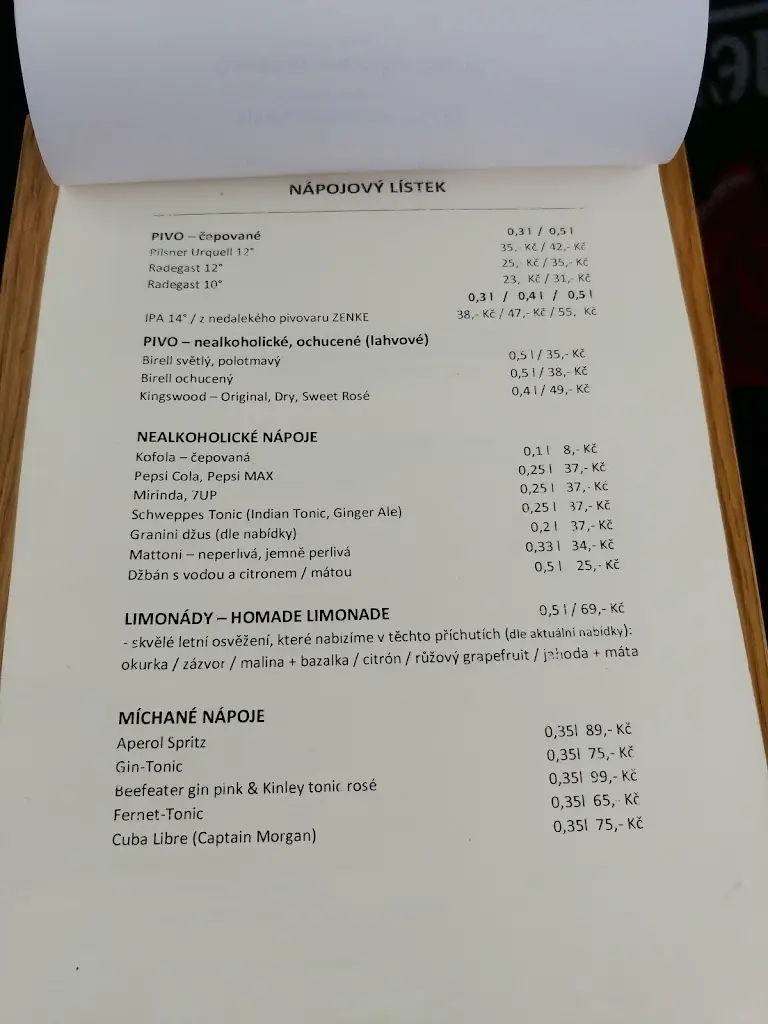 NÁPOJOVÝ LÍSTEK
PIVO – čepované 0,3 l / 0,5 l
Pilsner Urquell 12° 35,- Kč / 42,- Kč
Radegast 12° 25,- Kč / 35,- Kč
Radegast 10° 23,- Kč / 31,- Kč
0,3 l / 0,4 l / 0,5 l
IPA 14° / z nedalekého pivovaru ZENKE 38,- Kč / 47,- Kč / 55,- Kč
PIVO – nealkoholické, ochucené (lahvové)
Birell světlý, polotmavý 0,5 l / 35,- Kč
Birell ochucený 0,5 l / 38,- Kč
Kingswood – Original, Dry, Sweet Rosé 0,4 l / 49,- Kč
NEALKOHOLICKÉ NÁPOJE
Kofola – čepovaná 0,1 l 8,- Kč
Pepsi Cola, Pepsi MAX 0,25 l 37,- Kč
Mirinda, 7UP 0,25 l 37,- Kč
Schweppes Tonic (Indian Tonic, Ginger Ale) 0,25 l 37,- Kč
Granini džus (dle nabídky) 0,2 l 37,- Kč
Mattoni – neperlivá, jemně perlivá 0,33 l 34,- Kč
Džbán s vodou a citronem / mátou 0,5 l 25,- Kč
LIMONÁDY – HOMADE LIMONADE 0,5 l / 69,- Kč
- skvělé letní osvěžení, které nabízíme v těchto příchutích (dle aktuální nabídky):
okurka / zázvor / malina + bazalka / citrón / růžový grapefruit / jahoda + máta
MÍCHANÉ NÁPOJE
Aperol Spritz 0,35l 89,- Kč
Gin-Tonic 0,35l 75,- Kč
Beefeater gin pink & Kinley tonic rosé 0,35l 99,- Kč
Fernet-Tonic 0,35l 65,- Kč
Cuba Libre (Captain Morgan) 0,35l 75,- Kč